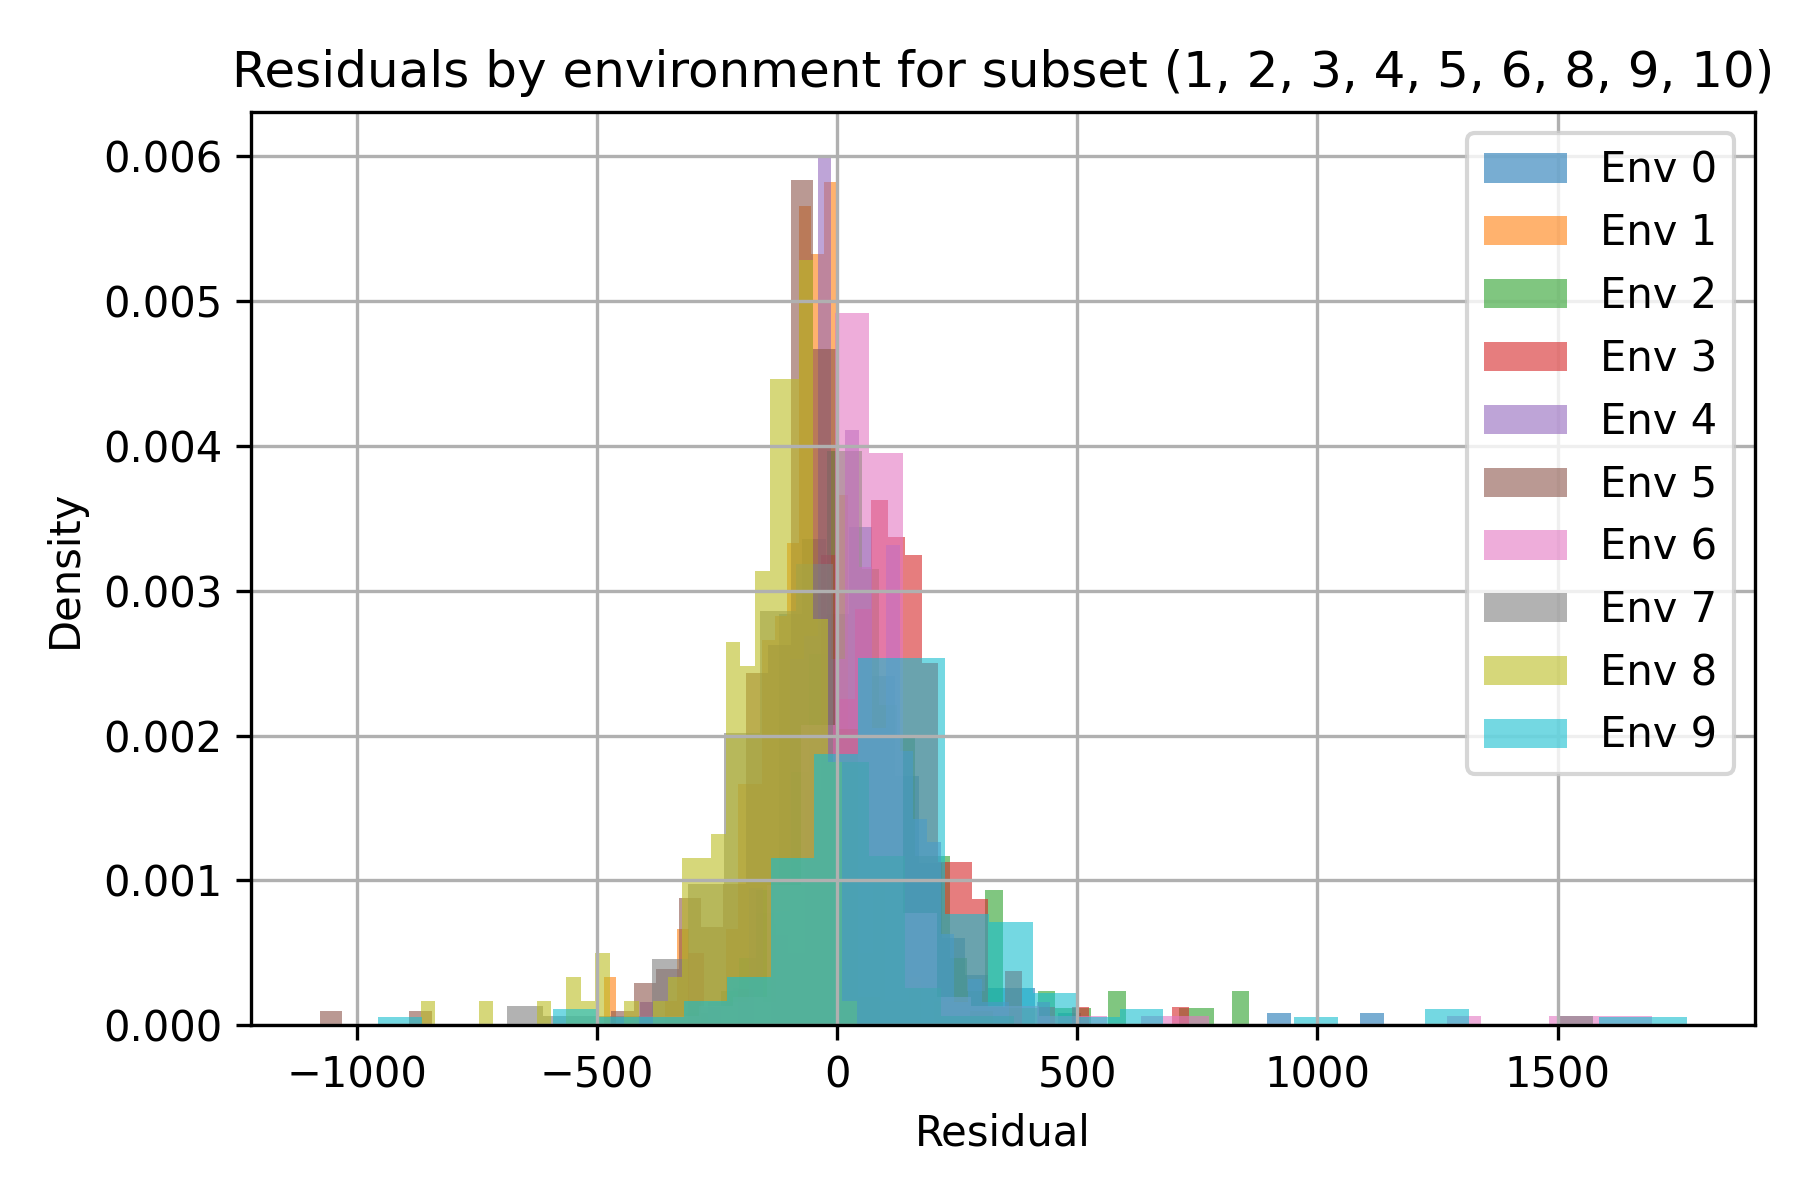 Residuals by environment for subset (1, 2, 3, 4, 5, 6, 8, 9, 10)
0.006
0.005
0.004
0.003
0.002
0.001
0.000
Density
Env 0
Env 1
Env 2
Env 3
Env 4
Env 5
Env 6
Env 7
Env 8
Env 9
−1000
−500
0
500
1000
1500
Residual